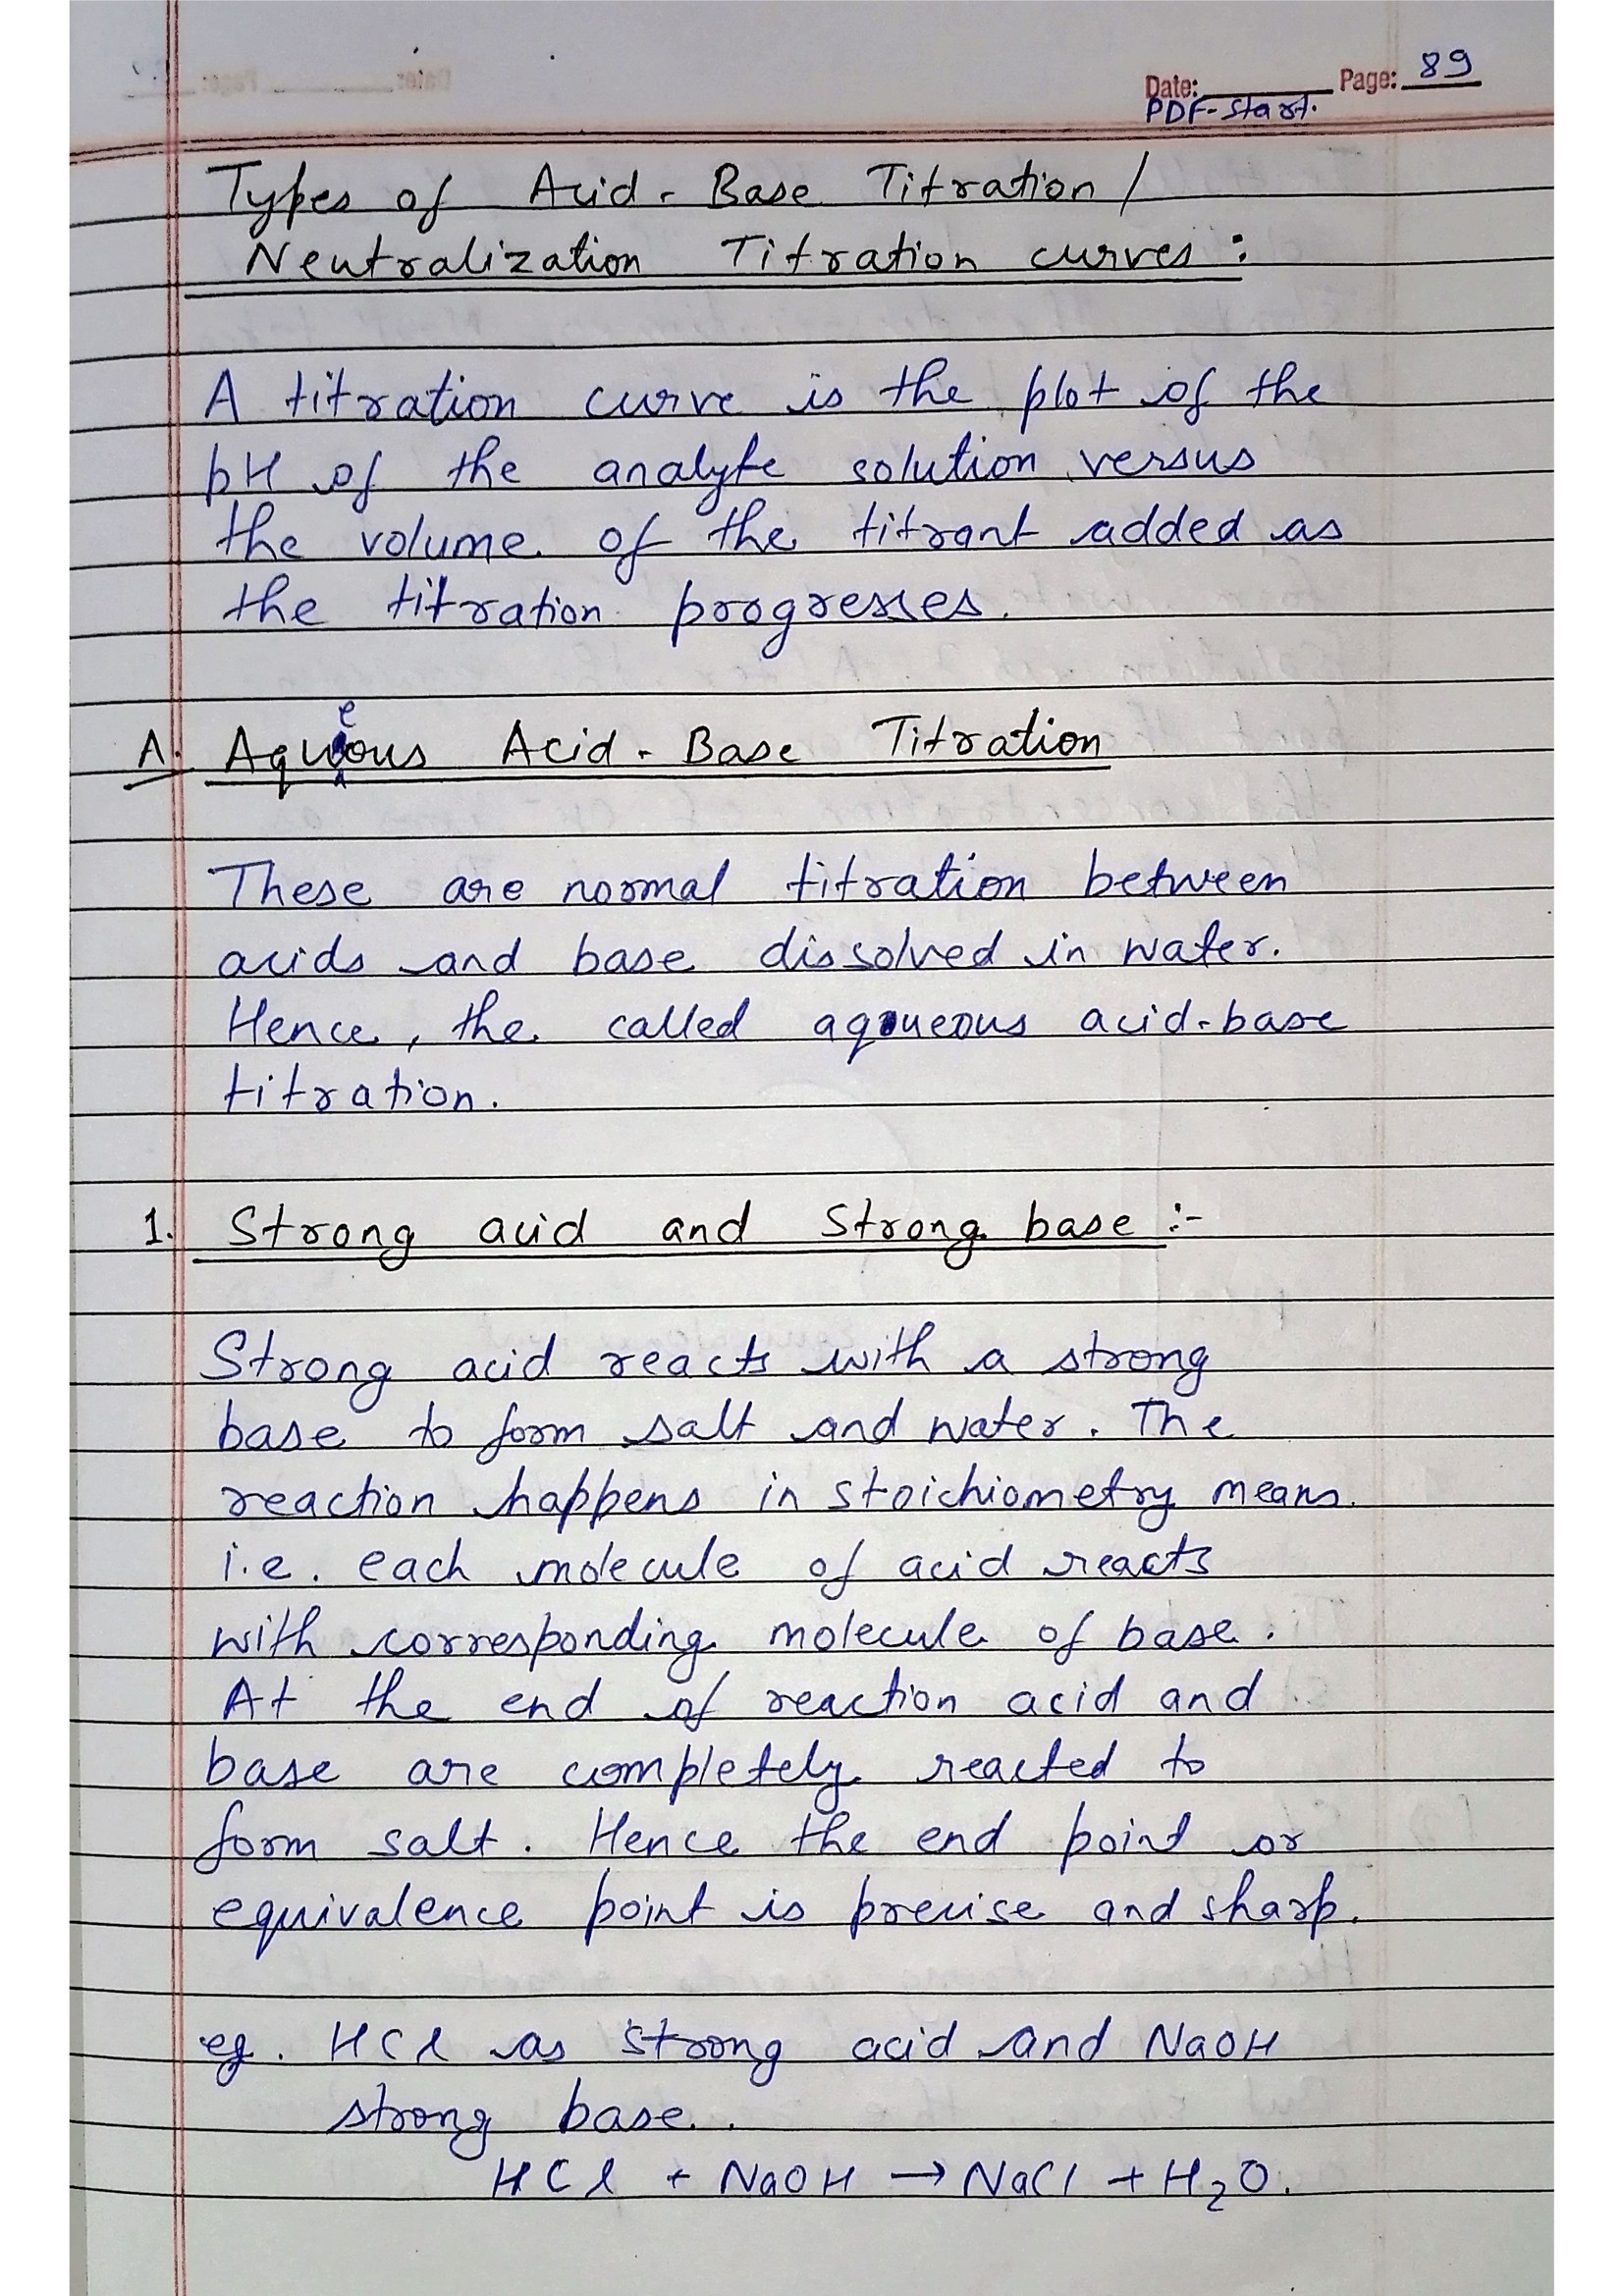 Date: Page: 89
PDF-Start.
Types of Acid - Base Titration /
Neutralization Titration curves :
A titration curve is the plot of the
pH of the analyte solution versus
the volume of the titrant added as
the titration progresses.
A. Aqueous Acid - Base Titration
These are normal titration between
acids and base dissolved in water.
Hence, the called aqueous acid-base
titration.
1. Strong acid and Strong base :-
Strong acid reacts with a strong
base to form salt and water. The
reaction happens in stoichiometry means
i.e. each molecule of acid reacts
with corresponding molecule of base.
At the end of reaction acid and
base are completely reacted to
form salt. Hence the end point or
equivalence point is precise and sharp.
eg. HCl as strong acid and NaOH
strong base.
HCl + NaOH → NaCl + H₂O.